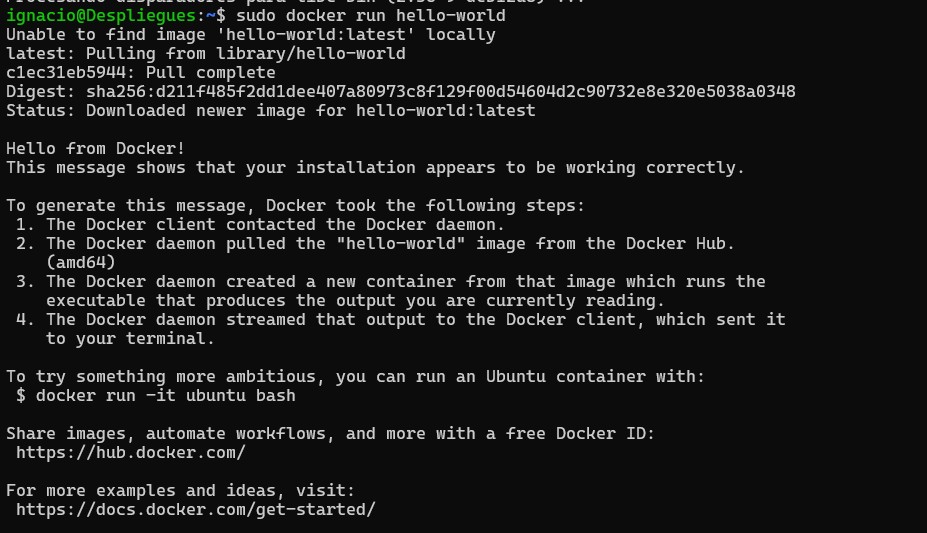 ignacio@Despliegues:~$ sudo docker run hello-world
Unable to find image 'hello-world:latest' locally
latest: Pulling from library/hello-world
c1ec31eb5944: Pull complete
Digest: sha256:d211f485f2dd1dee407a80973c8f129f00d54604d2c90732e8e320e5038a0348
Status: Downloaded newer image for hello-world:latest

Hello from Docker!
This message shows that your installation appears to be working correctly.

To generate this message, Docker took the following steps:
 1. The Docker client contacted the Docker daemon.
 2. The Docker daemon pulled the "hello-world" image from the Docker Hub.
    (amd64)
 3. The Docker daemon created a new container from that image which runs the
    executable that produces the output you are currently reading.
 4. The Docker daemon streamed that output to the Docker client, which sent it
    to your terminal.

To try something more ambitious, you can run an Ubuntu container with:
 $ docker run -it ubuntu bash

Share images, automate workflows, and more with a free Docker ID:
 https://hub.docker.com/

For more examples and ideas, visit:
 https://docs.docker.com/get-started/